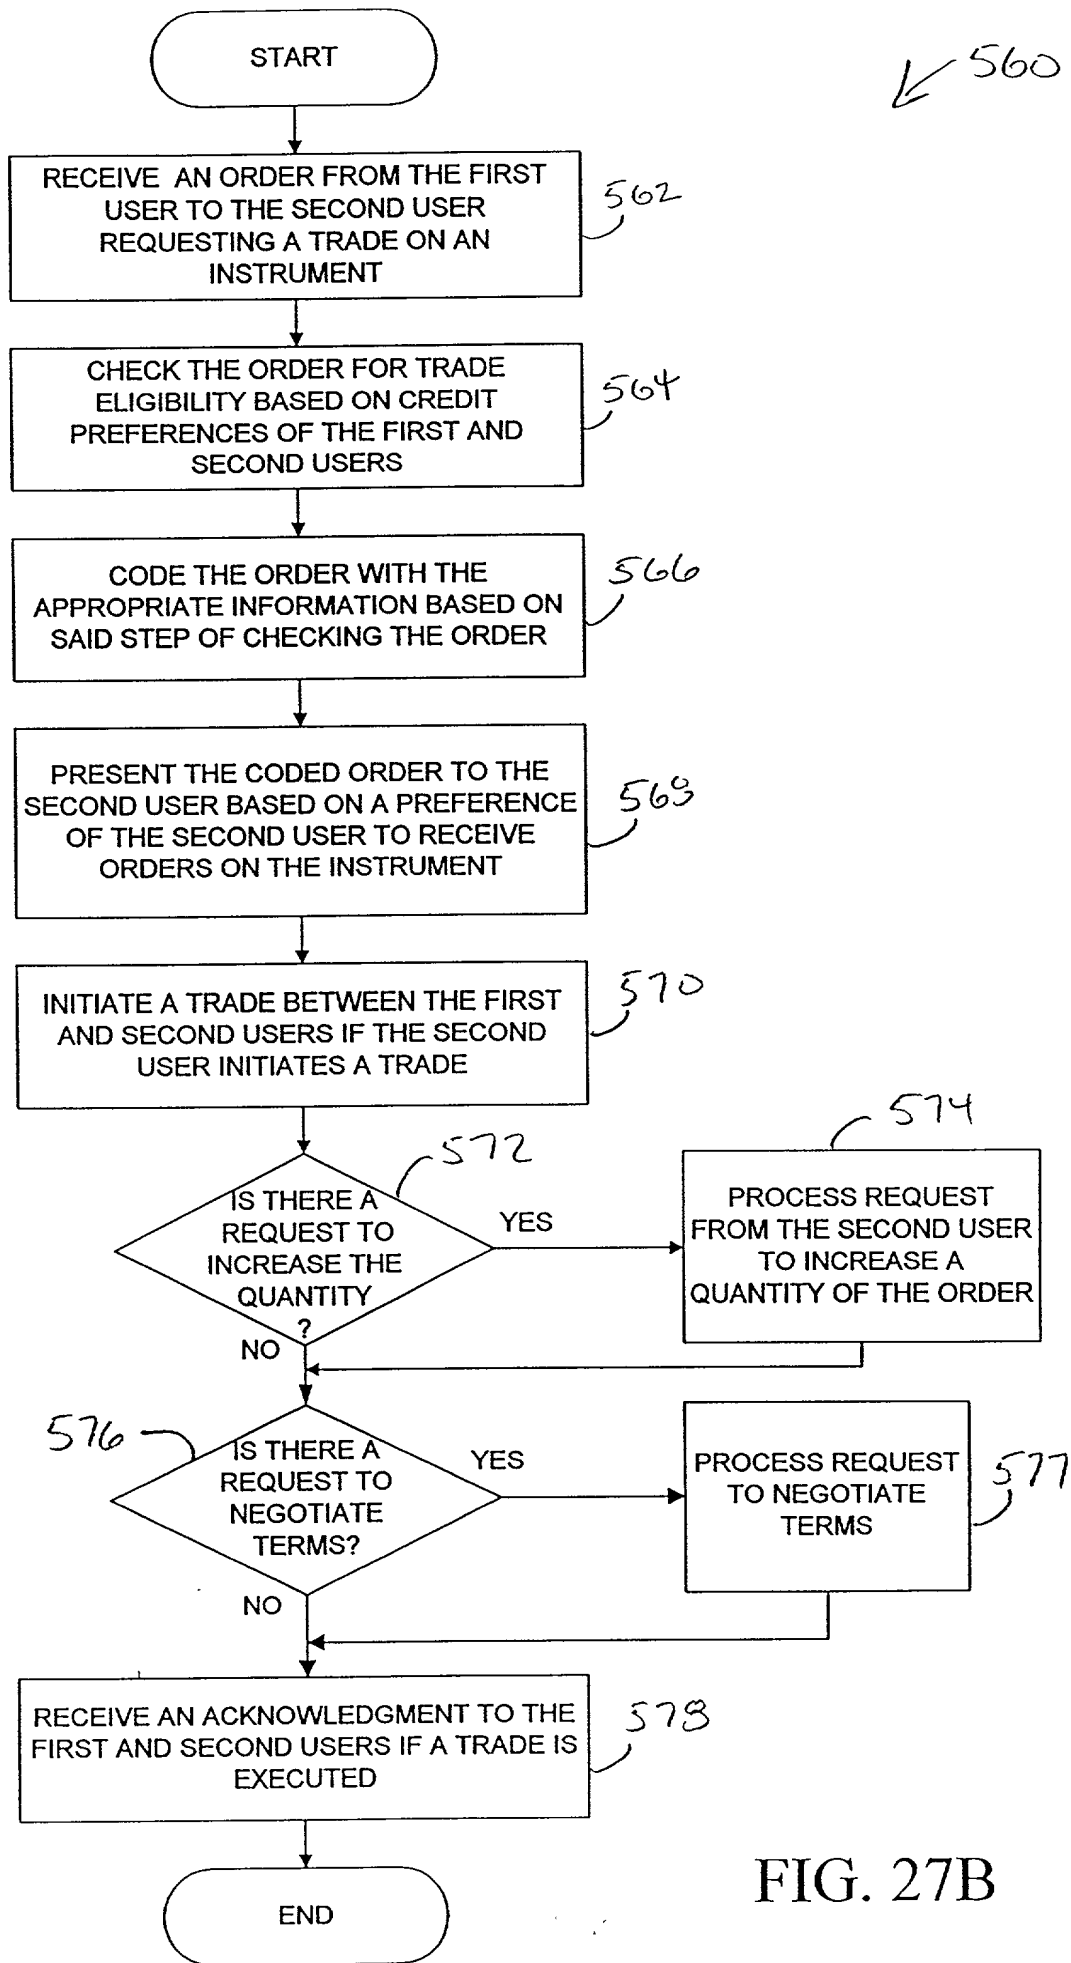 START
560
RECEIVE AN ORDER FROM THE FIRST
USER TO THE SECOND USER
REQUESTING A TRADE ON AN
INSTRUMENT
562
CHECK THE ORDER FOR TRADE
ELIGIBILITY BASED ON CREDIT
PREFERENCES OF THE FIRST AND
SECOND USERS
564
CODE THE ORDER WITH THE
APPROPRIATE INFORMATION BASED ON
SAID STEP OF CHECKING THE ORDER
566
PRESENT THE CODED ORDER TO THE
SECOND USER BASED ON A PREFERENCE
OF THE SECOND USER TO RECEIVE
ORDERS ON THE INSTRUMENT
568
INITIATE A TRADE BETWEEN THE FIRST
AND SECOND USERS IF THE SECOND
USER INITIATES A TRADE
570
IS THERE A
REQUEST TO
INCREASE THE
QUANTITY
?
572
YES
NO
PROCESS REQUEST
FROM THE SECOND USER
TO INCREASE A
QUANTITY OF THE ORDER
574
IS THERE A
REQUEST TO
NEGOTIATE
TERMS?
576
YES
NO
PROCESS REQUEST
TO NEGOTIATE
TERMS
577
RECEIVE AN ACKNOWLEDGMENT TO THE
FIRST AND SECOND USERS IF A TRADE IS
EXECUTED
578
END
FIG. 27B